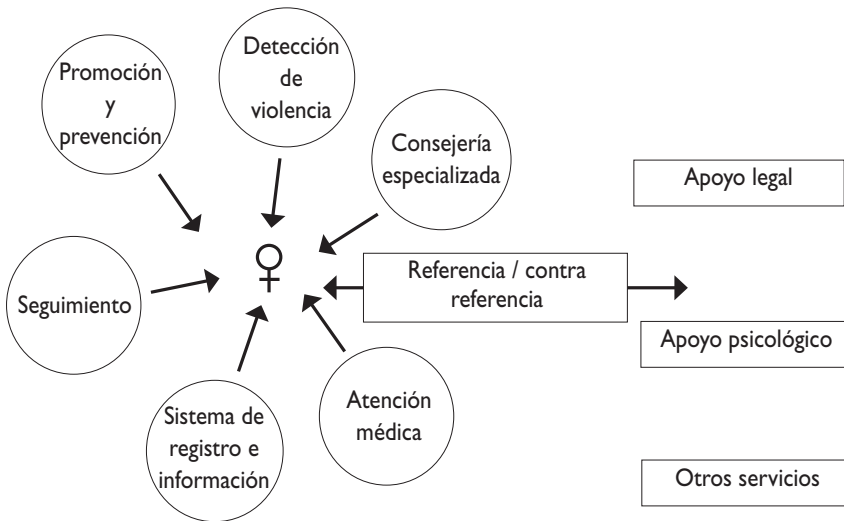 Promoción
y
prevención
Detección
de
violencia
Consejería
especializada
Apoyo legal
Seguimiento
Referencia / contra
referencia
Apoyo psicológico
Sistema de
registro e
información
Atención
médica
Otros servicios